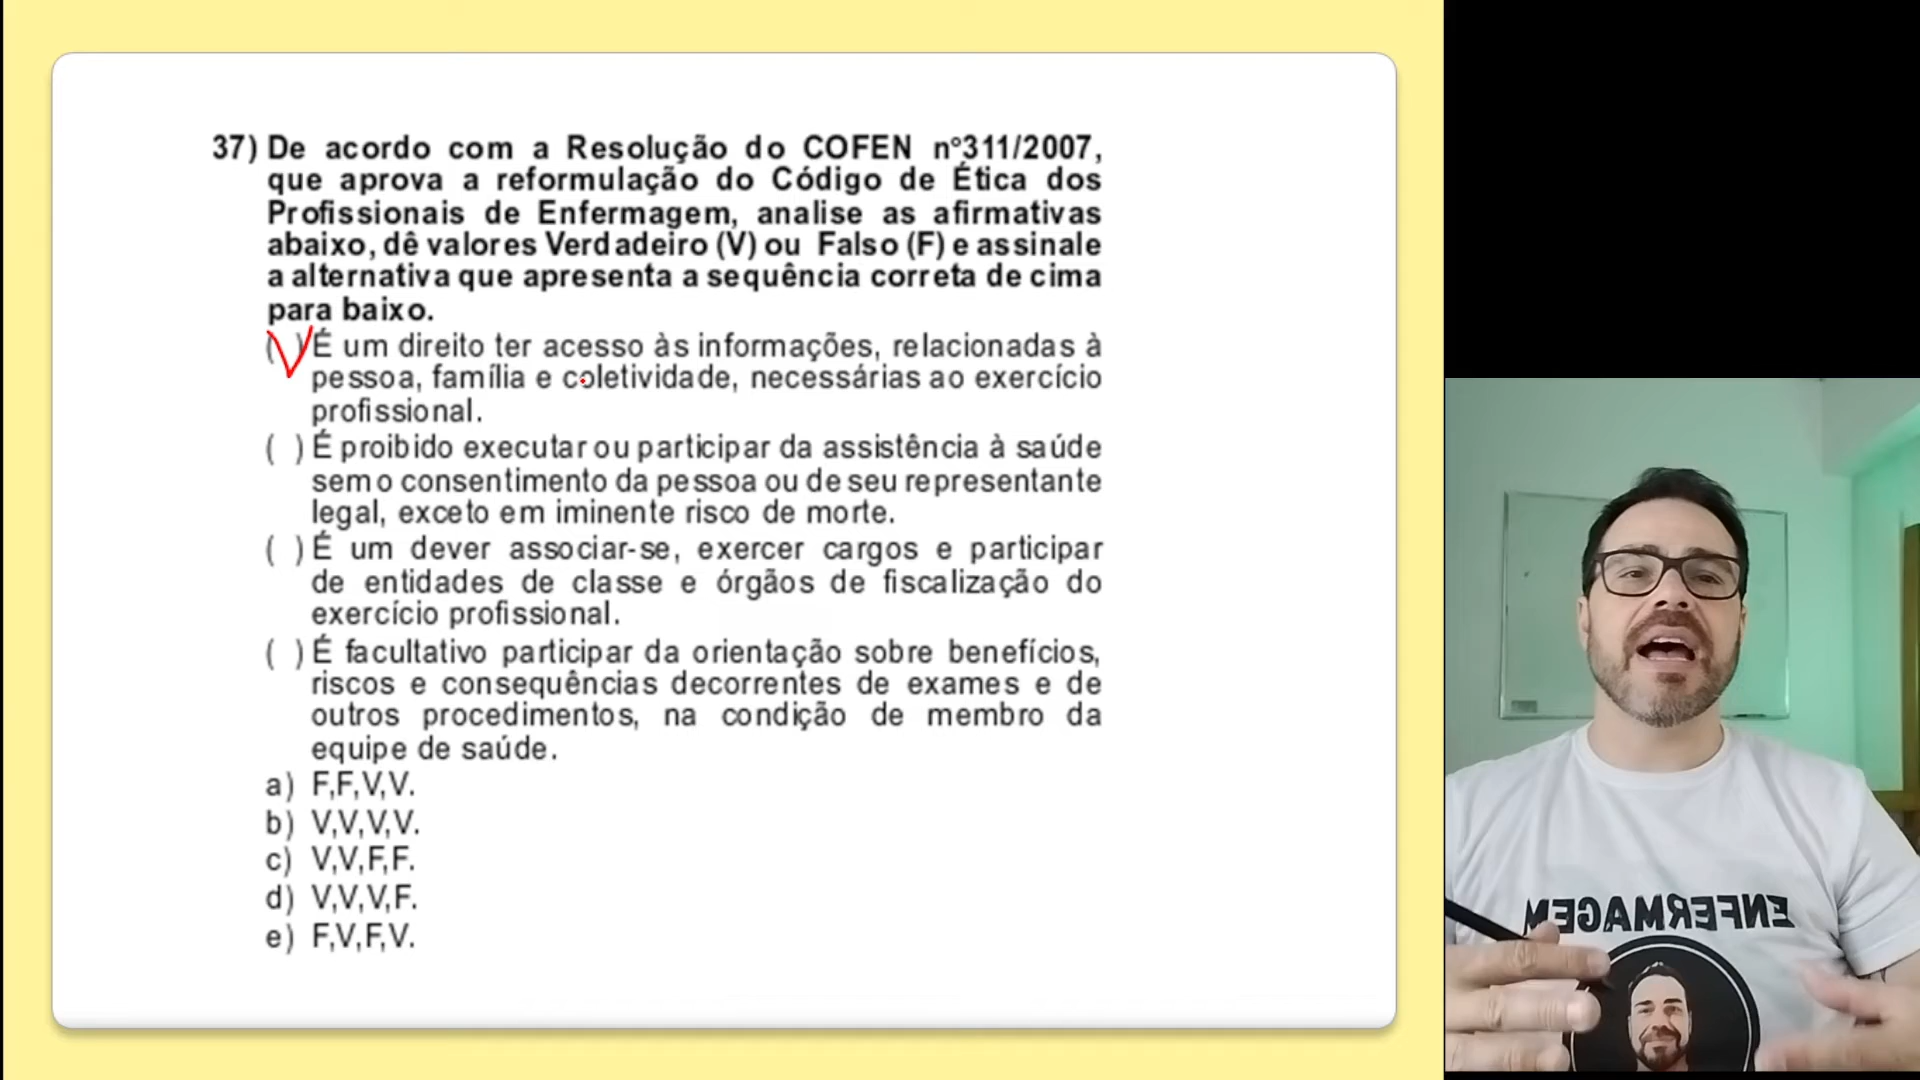 37) De acordo com a Resolução do COFEN nº311/2007,
que aprova a reformulação do Código de Ética dos
Profissionais de Enfermagem, analise as afirmativas
abaixo, dê valores Verdadeiro (V) ou Falso (F) e assinale
a alternativa que apresenta a sequência correta de cima
para baixo.
(V) É um direito ter acesso às informações, relacionadas à
pessoa, família e coletividade, necessárias ao exercício
profissional.
( ) É proibido executar ou participar da assistência à saúde
sem o consentimento da pessoa ou de seu representante
legal, exceto em iminente risco de morte.
( ) É um dever associar-se, exercer cargos e participar
de entidades de classe e órgãos de fiscalização do
exercício profissional.
( ) É facultativo participar da orientação sobre benefícios,
riscos e consequências decorrentes de exames e de
outros procedimentos, na condição de membro da
equipe de saúde.
a) F,F,V,V.
b) V,V,V,V.
c) V,V,F,F.
d) V,V,V,F.
e) F,V,F,V.
ENFERMAGEM